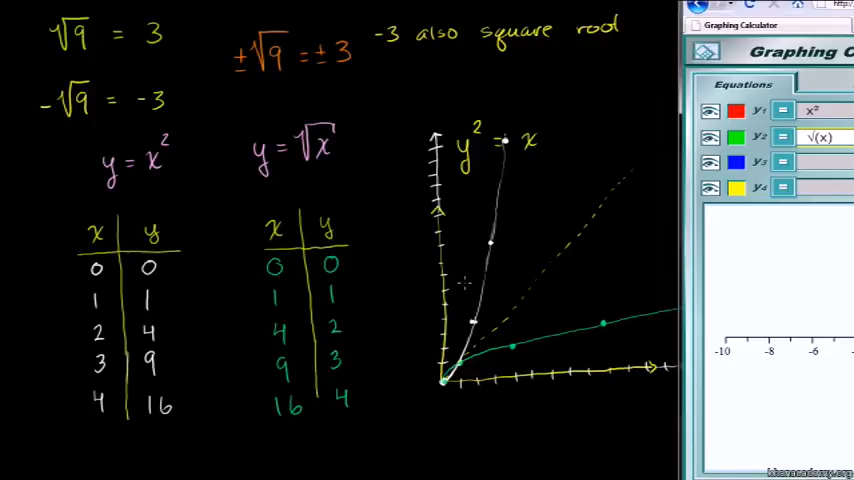 √9 = 3
±√9 = ±3
-3 also square root
-√9 = -3
y = x²
y = √x
y² = x
x y
0 0
1 1
2 4
3 9
4 16
x y
0 0
1 1
4 2
9 3
16 4
http:/
Graphing Calculator
Graphing C
Equations
y1 = x²
y2 = √(x)
y3 =
y4 =
-10 -8 -6
khanacademy.org